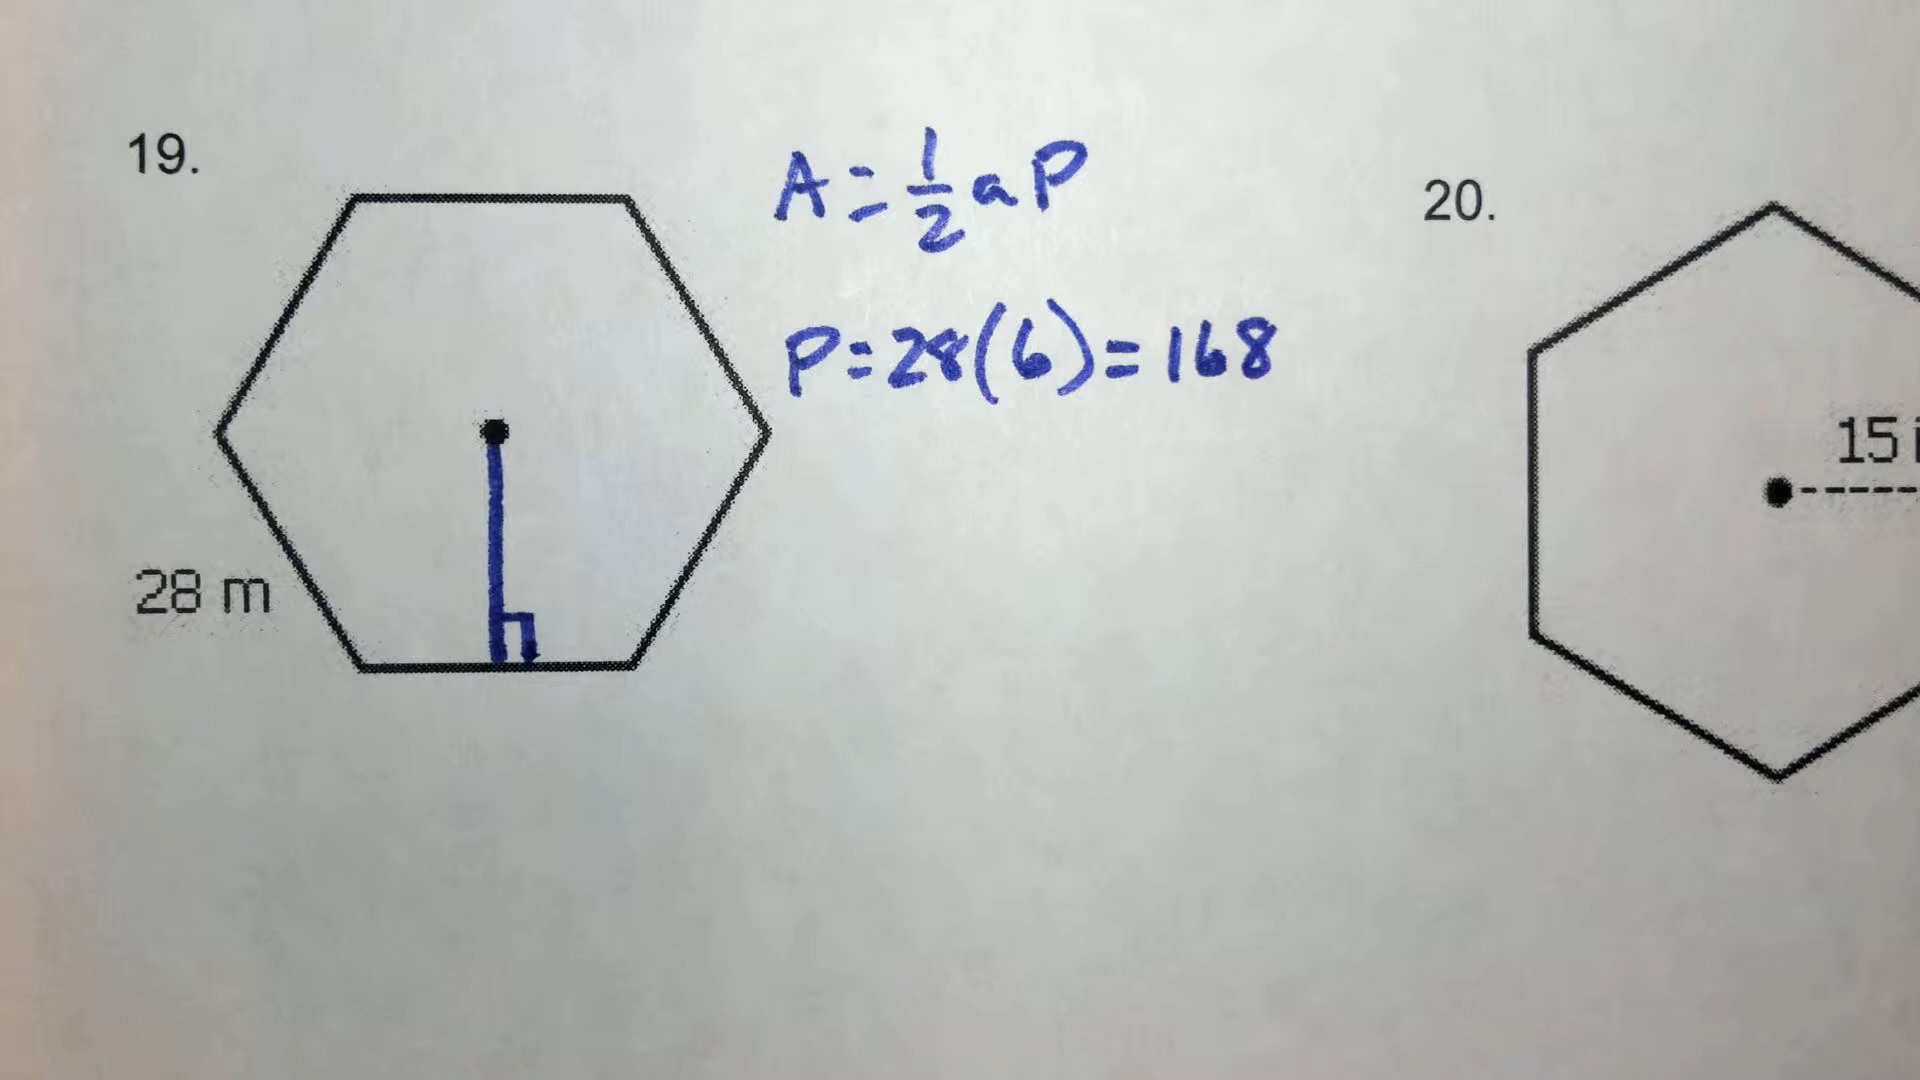 19.
A = 1/2 a P
P = 28(6) = 168
28 m
20.
15 i